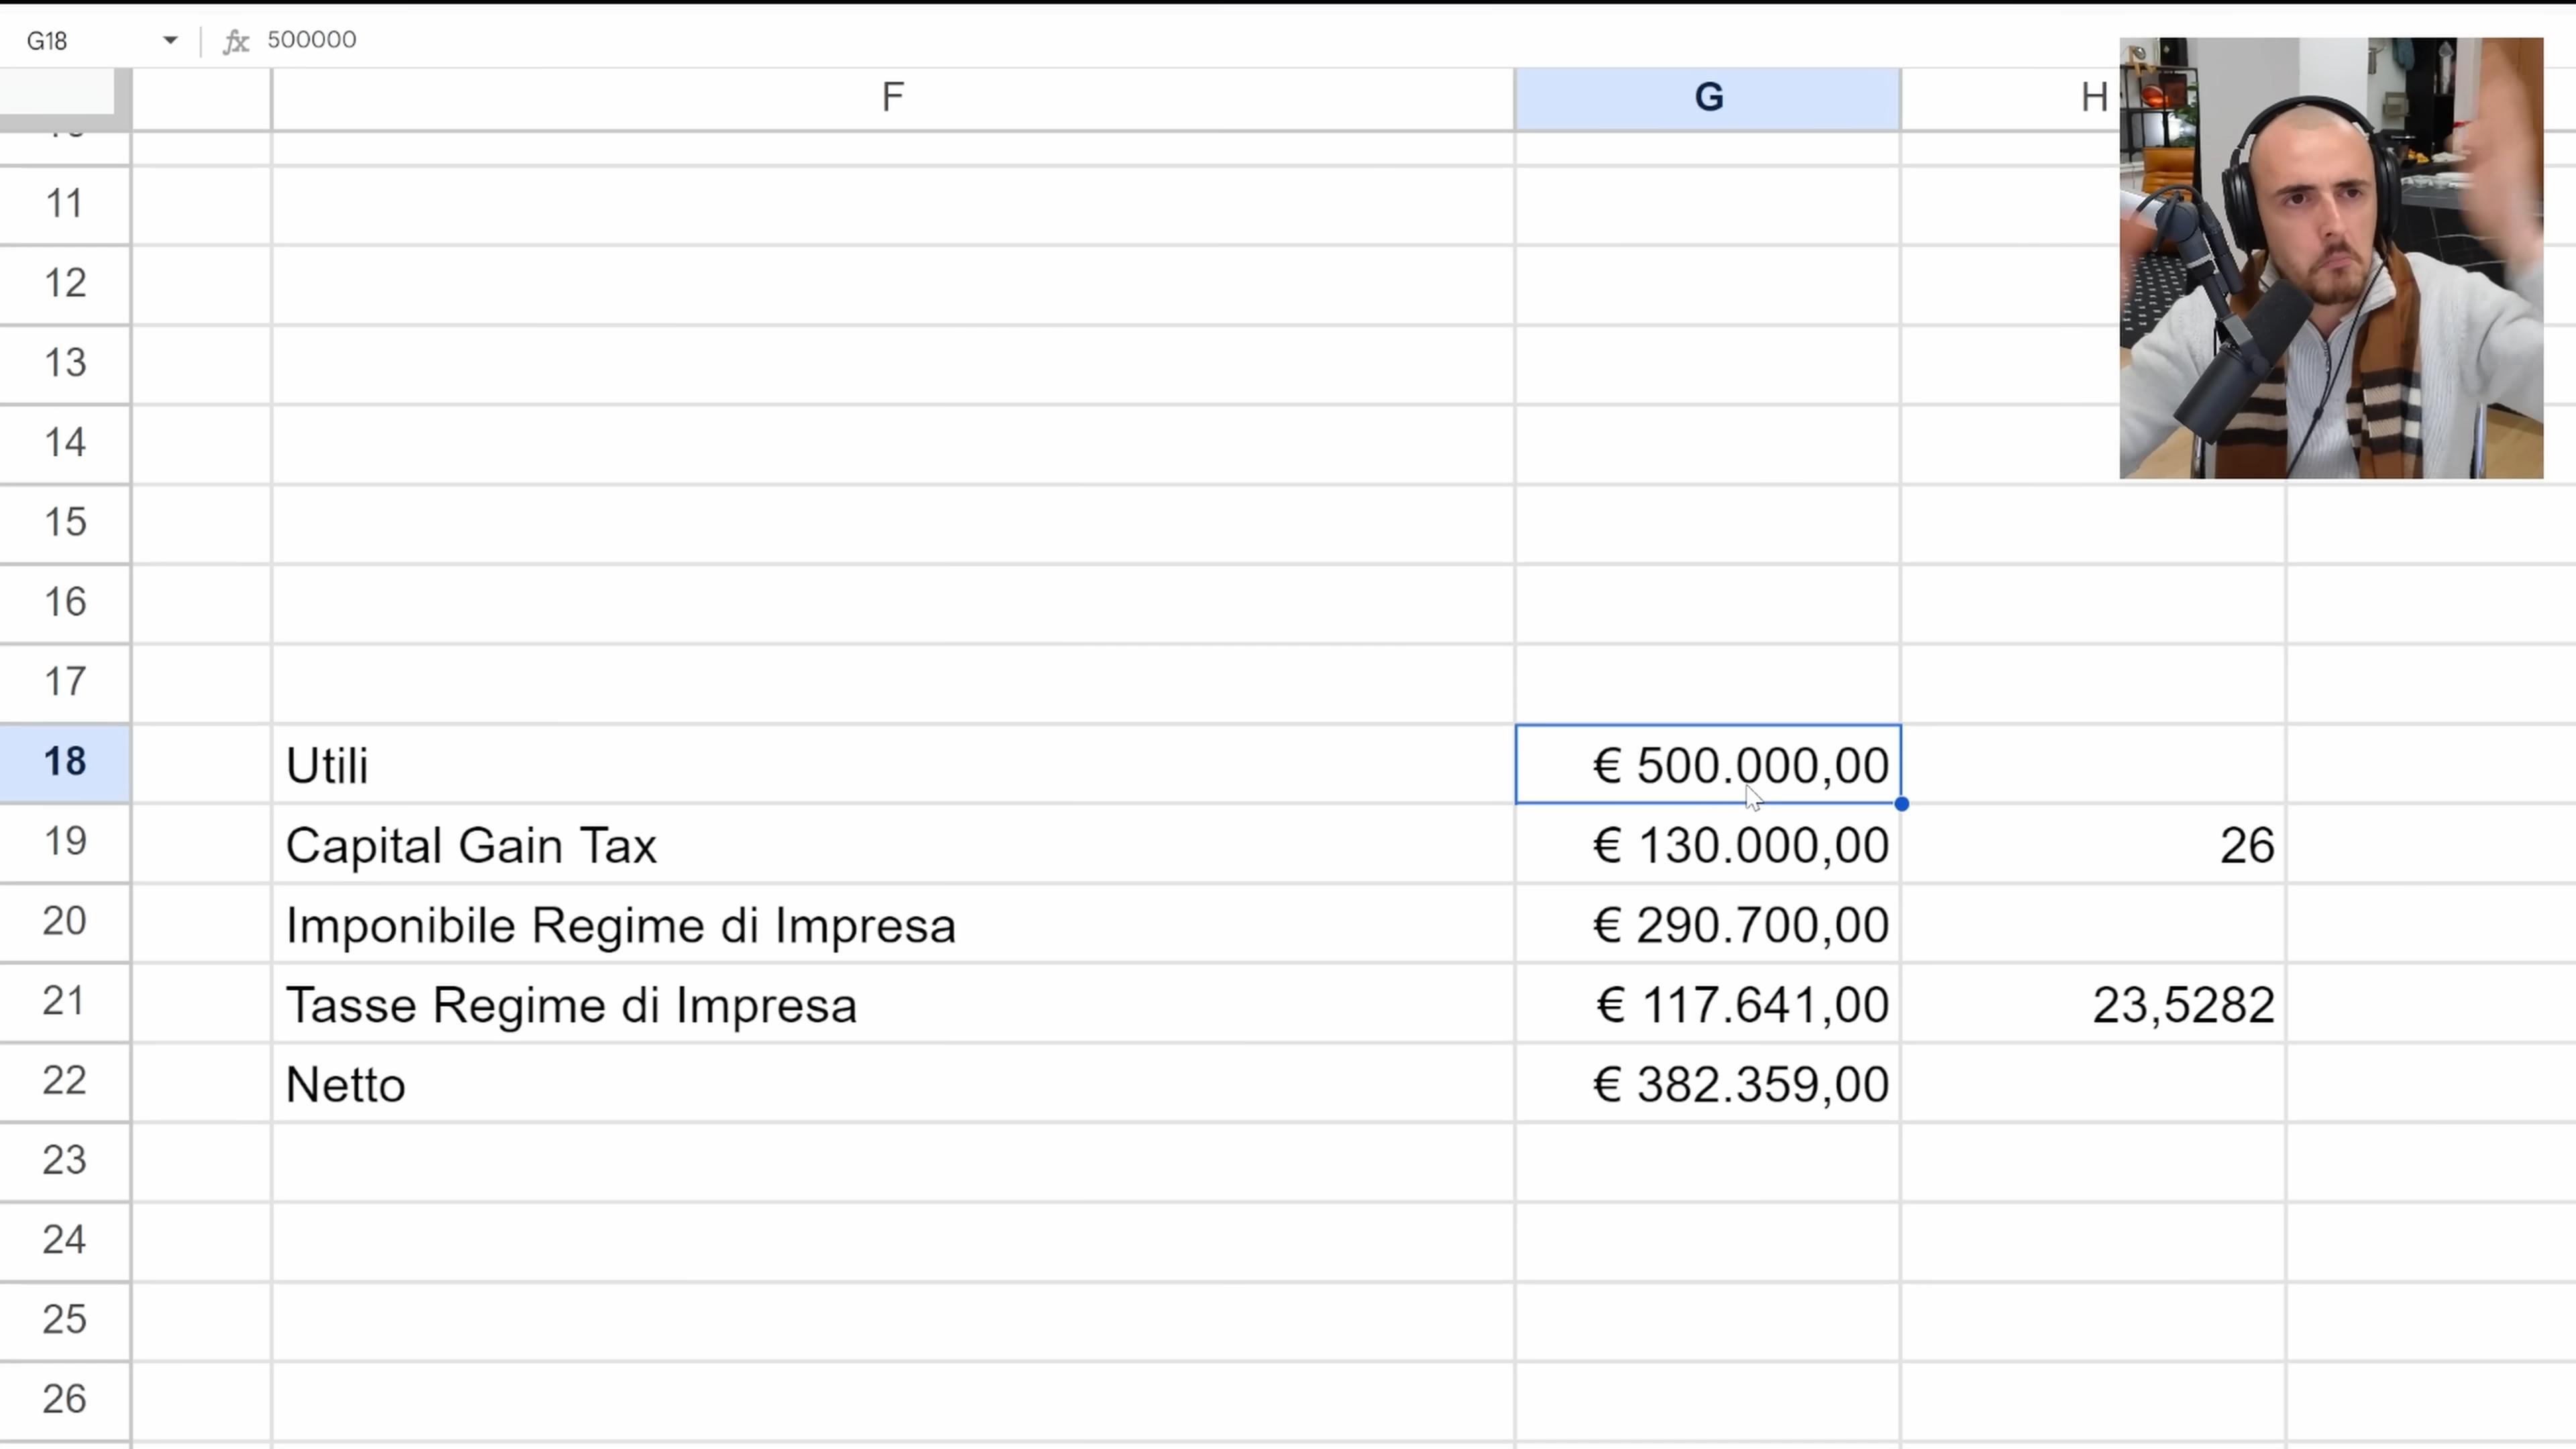 G18 fx 500000
F G H
11
12
13
14
15
16
17
18 Utili € 500.000,00
19 Capital Gain Tax € 130.000,00 26
20 Imponibile Regime di Impresa € 290.700,00
21 Tasse Regime di Impresa € 117.641,00 23,5282
22 Netto € 382.359,00
23
24
25
26